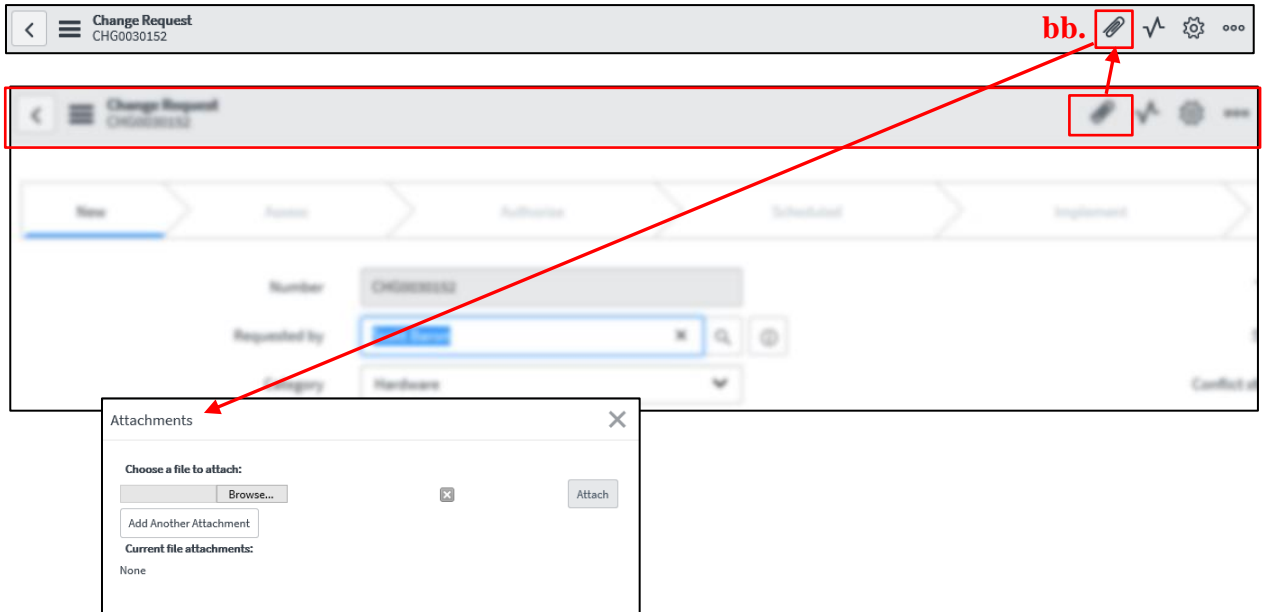 Change Request
CHG0030152
bb.
Change Request
CHG0030152
New
Assess
Authorize
Scheduled
Implement
Number
CHG0030152
Requested by
Category
Hardware
Attachments
Choose a file to attach:
Browse...
Attach
Add Another Attachment
Current file attachments:
None